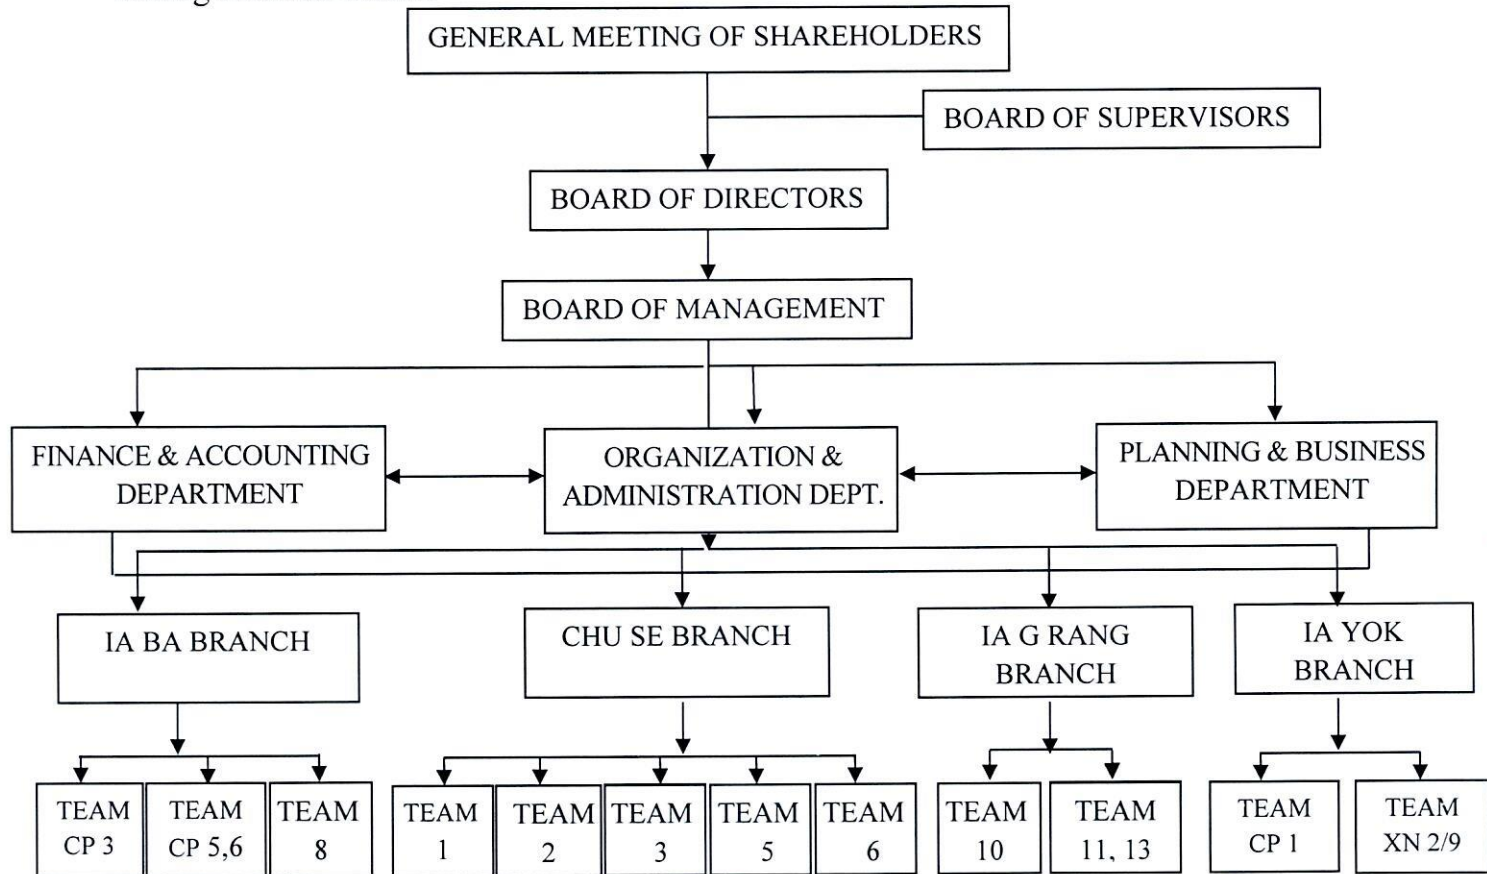 GENERAL MEETING OF SHAREHOLDERS
BOARD OF SUPERVISORS
BOARD OF DIRECTORS
BOARD OF MANAGEMENT
FINANCE & ACCOUNTING
DEPARTMENT
ORGANIZATION &
ADMINISTRATION DEPT.
PLANNING & BUSINESS
DEPARTMENT
IA BA BRANCH
CHU SE BRANCH
IA G RANG
BRANCH
IA YOK
BRANCH
TEAM
CP 3
TEAM
CP 5,6
TEAM
8
TEAM
1
TEAM
2
TEAM
3
TEAM
5
TEAM
6
TEAM
10
TEAM
11, 13
TEAM
CP 1
TEAM
XN 2/9